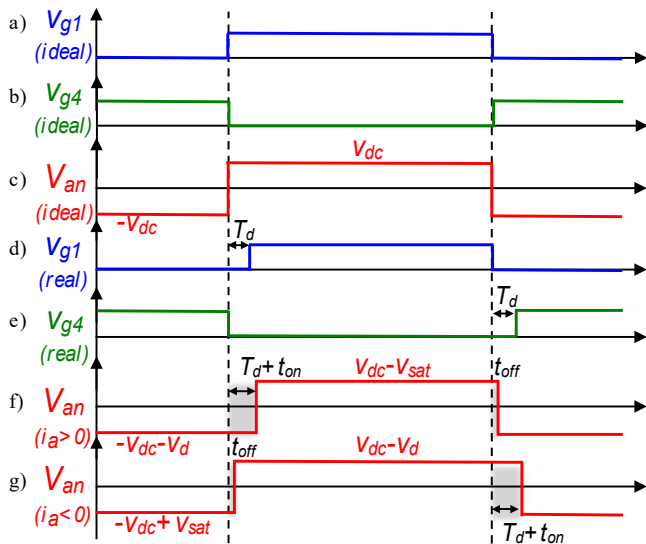 a) vg1
(ideal)
b) vg4
(ideal)
Vdc
c) Van
(ideal)
-Vdc
d) vg1
(real)
Td
e) vg4
(real)
Td
f) Van
(ia>0)
Td+ton
Vdc-Vsat
toff
-Vdc-Vd
g) Van
(ia<0)
toff
Vdc-Vd
-Vdc+Vsat
Td+ton